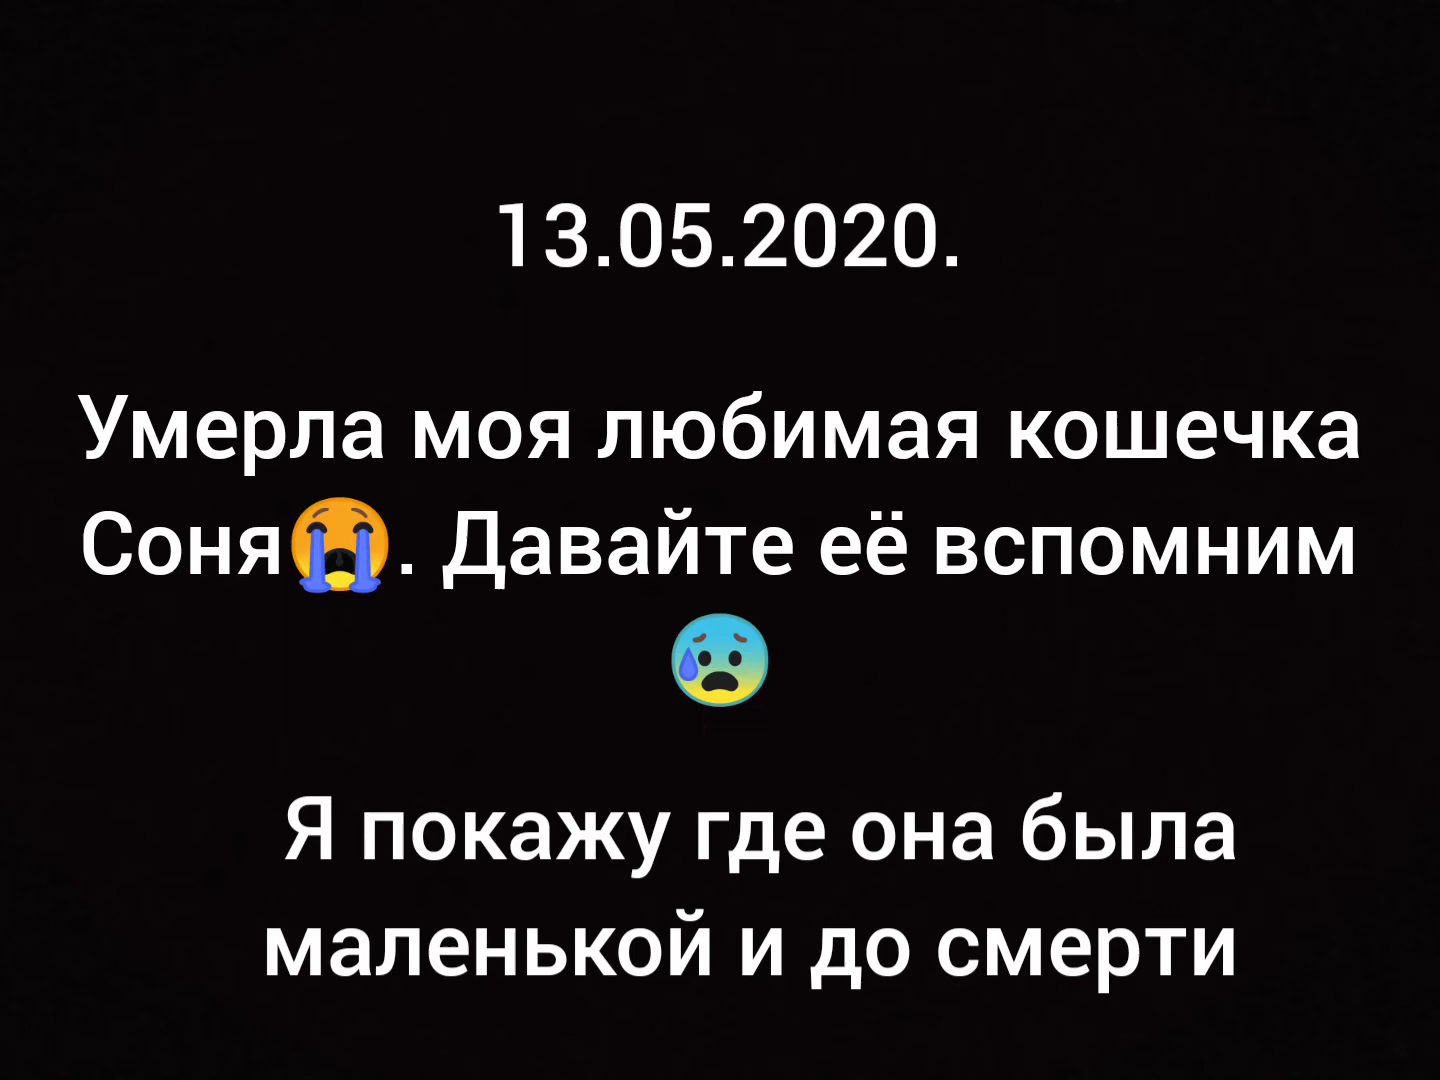 13.05.2020.
Умерла моя любимая кошечка
Соня😭. Давайте её вспомним
😰
Я покажу где она была
маленькой и до смерти